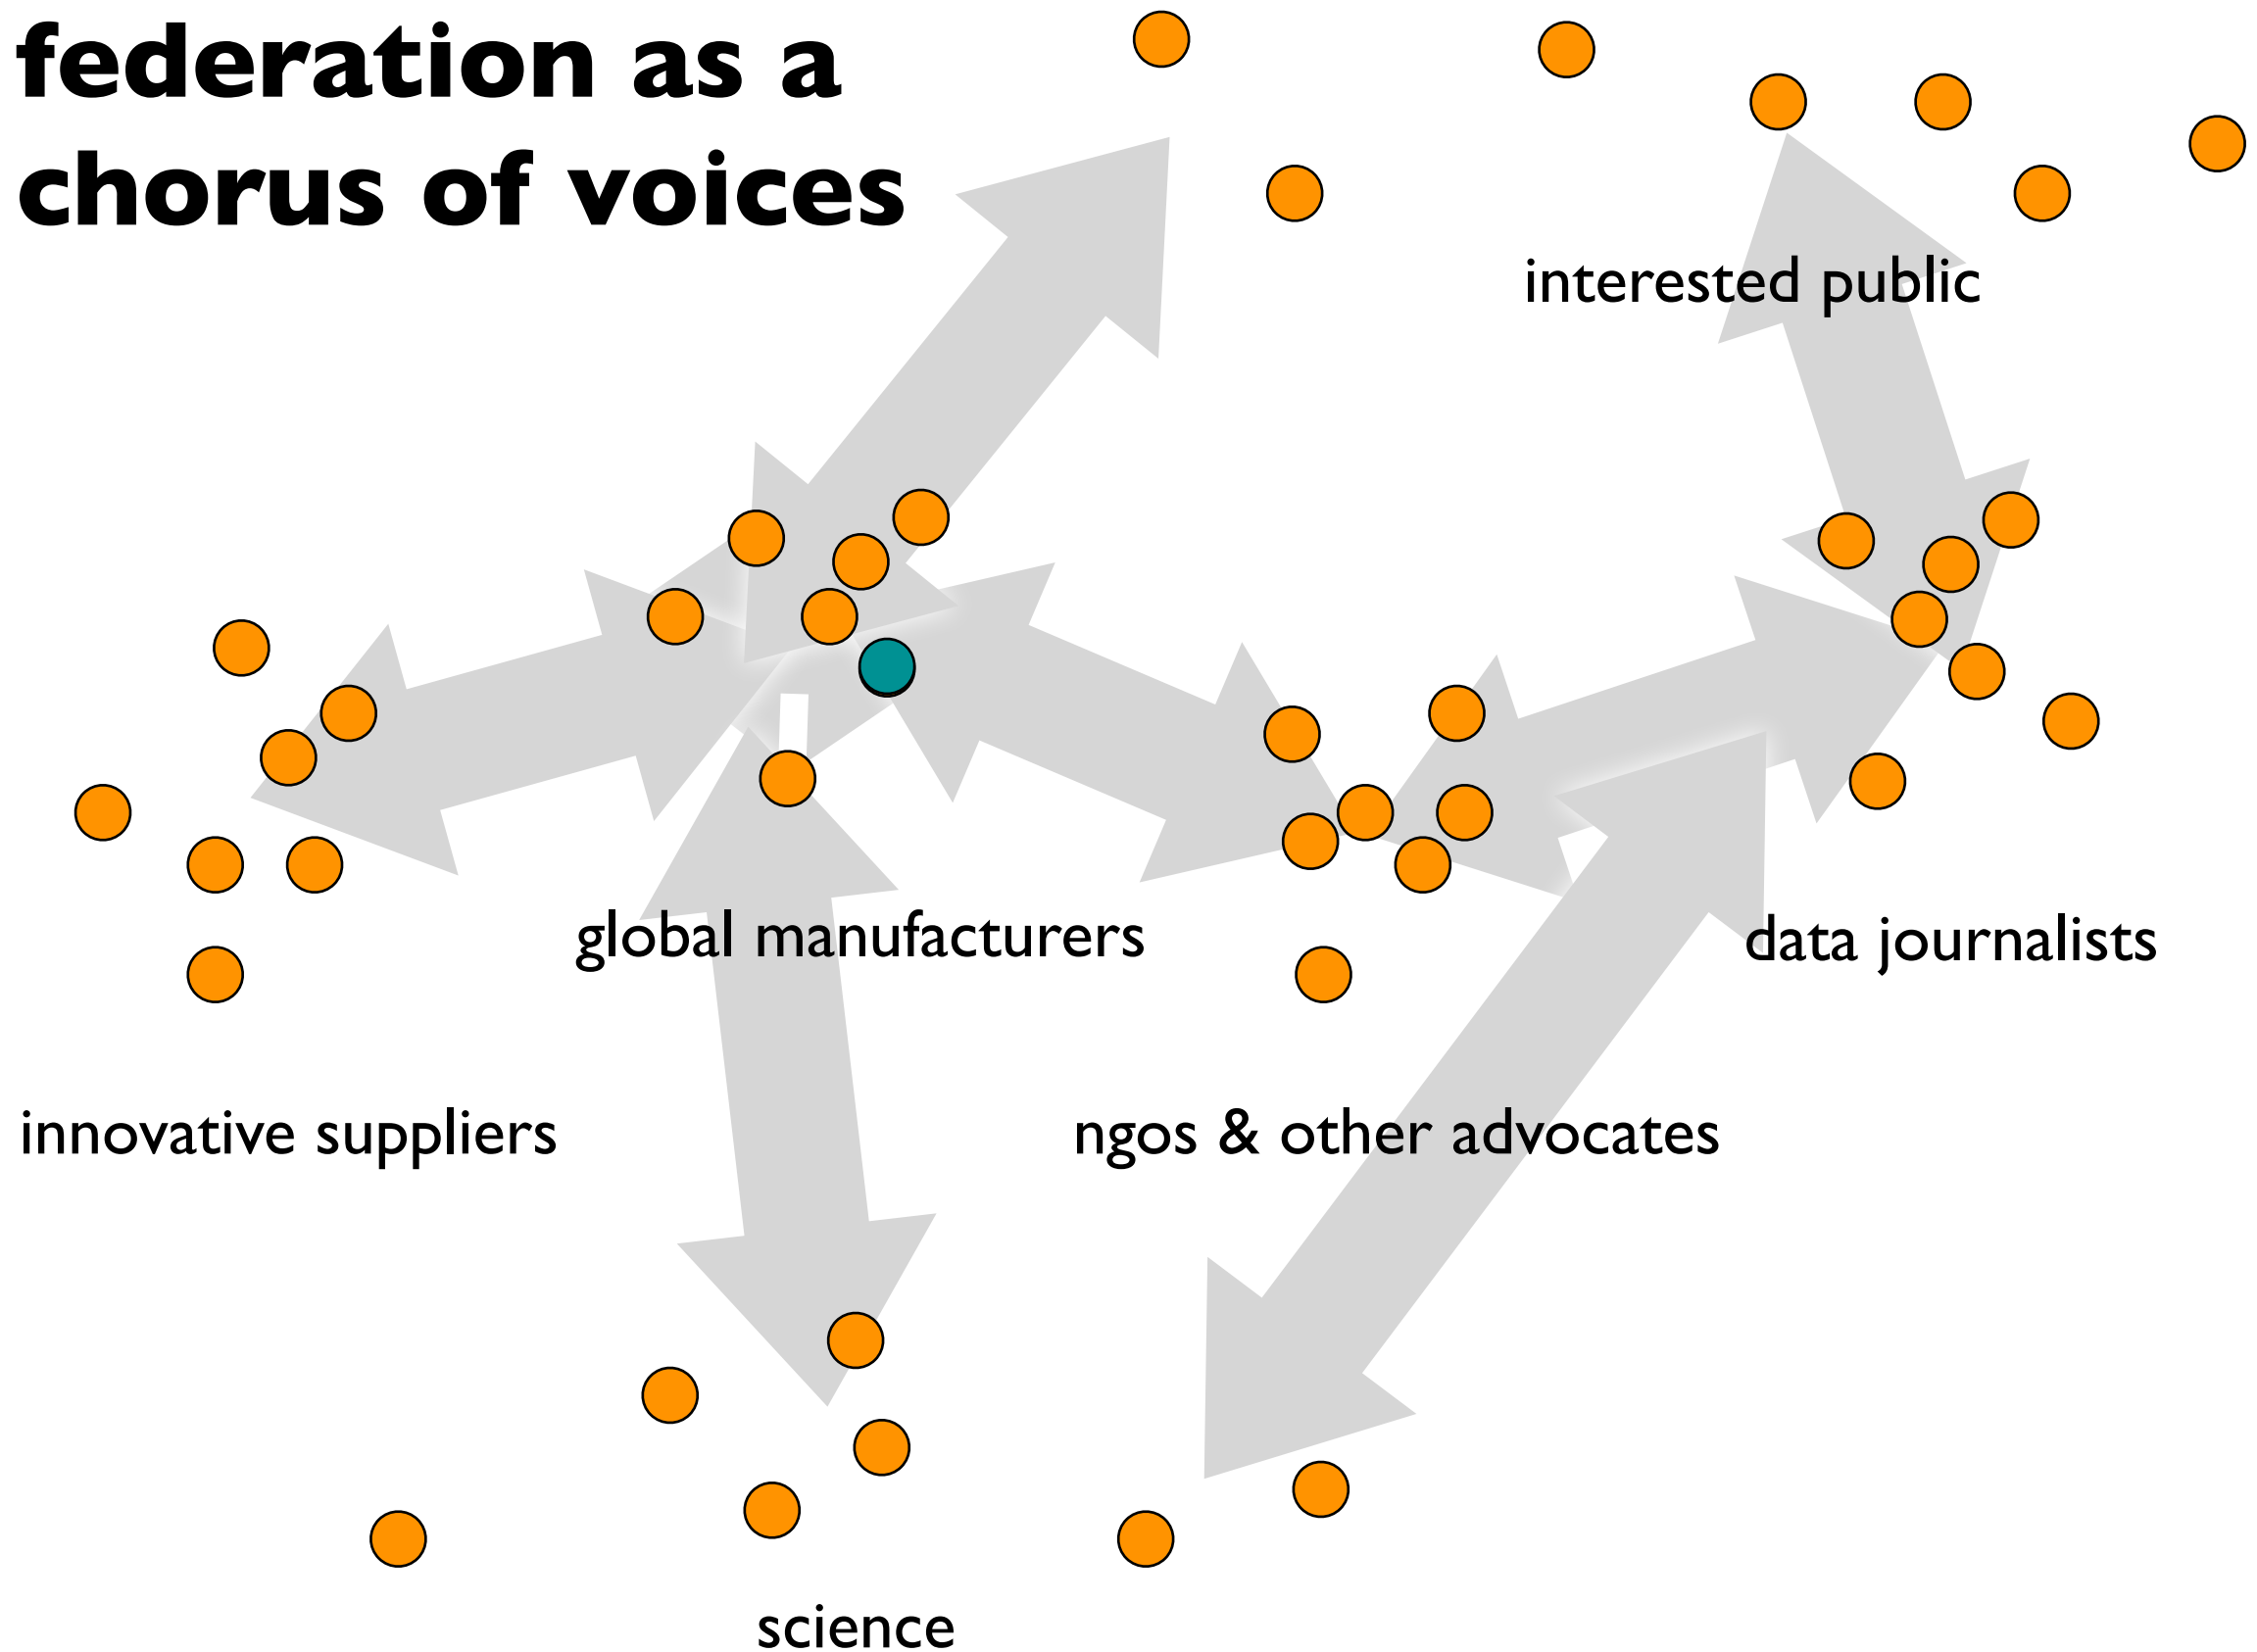 federation as a
chorus of voices
interested public
global manufacturers
data journalists
innovative suppliers
ngos & other advocates
science